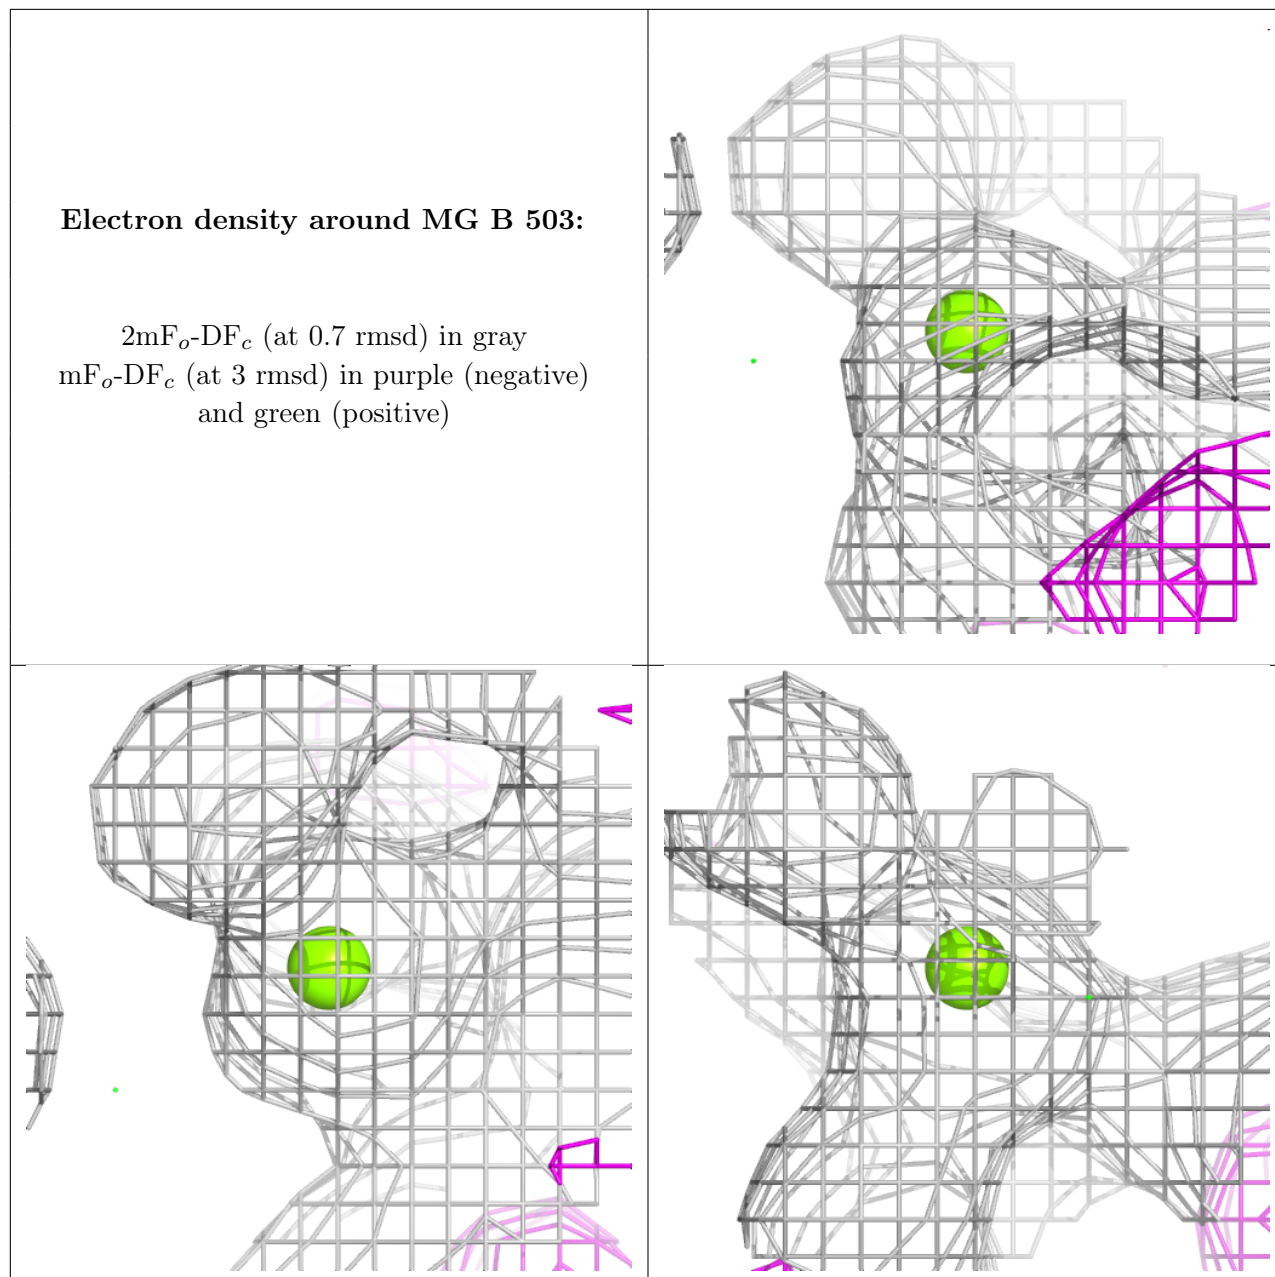 Electron density around MG B 503:
2mFo-DFc (at 0.7 rmsd) in gray
mFo-DFc (at 3 rmsd) in purple (negative)
and green (positive)